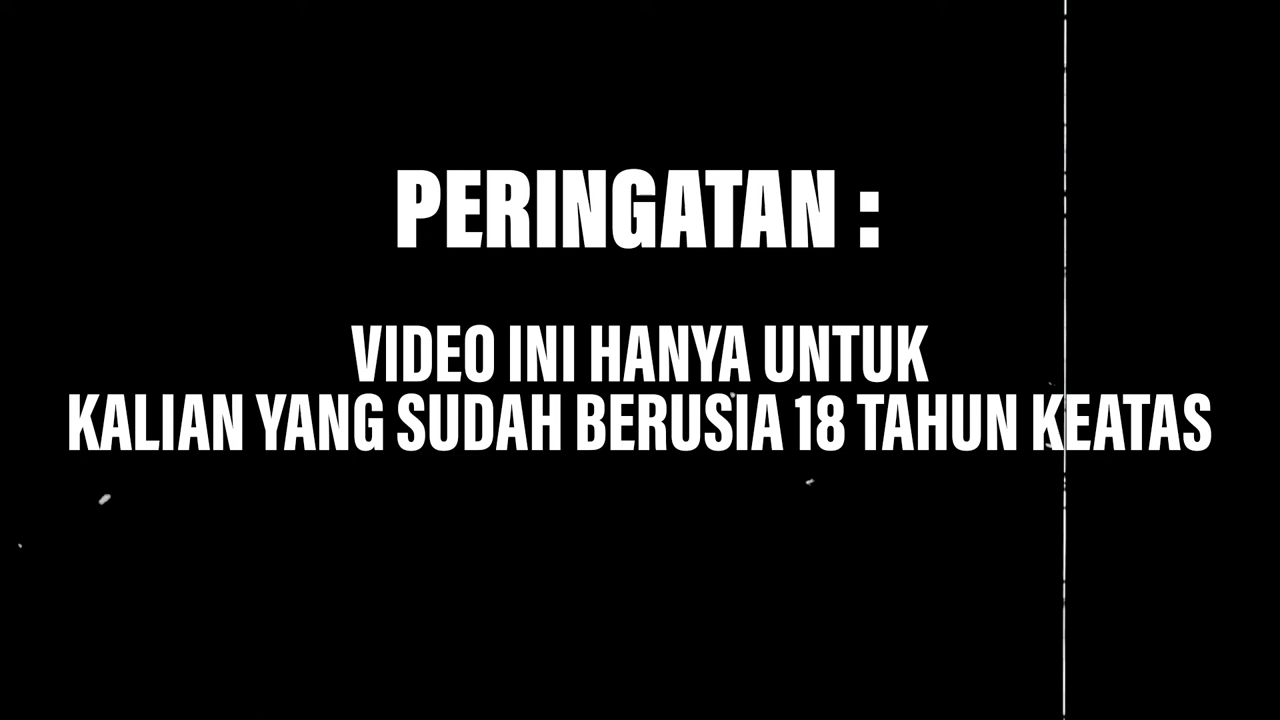 PERINGATAN :
VIDEO INI HANYA UNTUK
KALIAN YANG SUDAH BERUSIA 18 TAHUN KEATAS